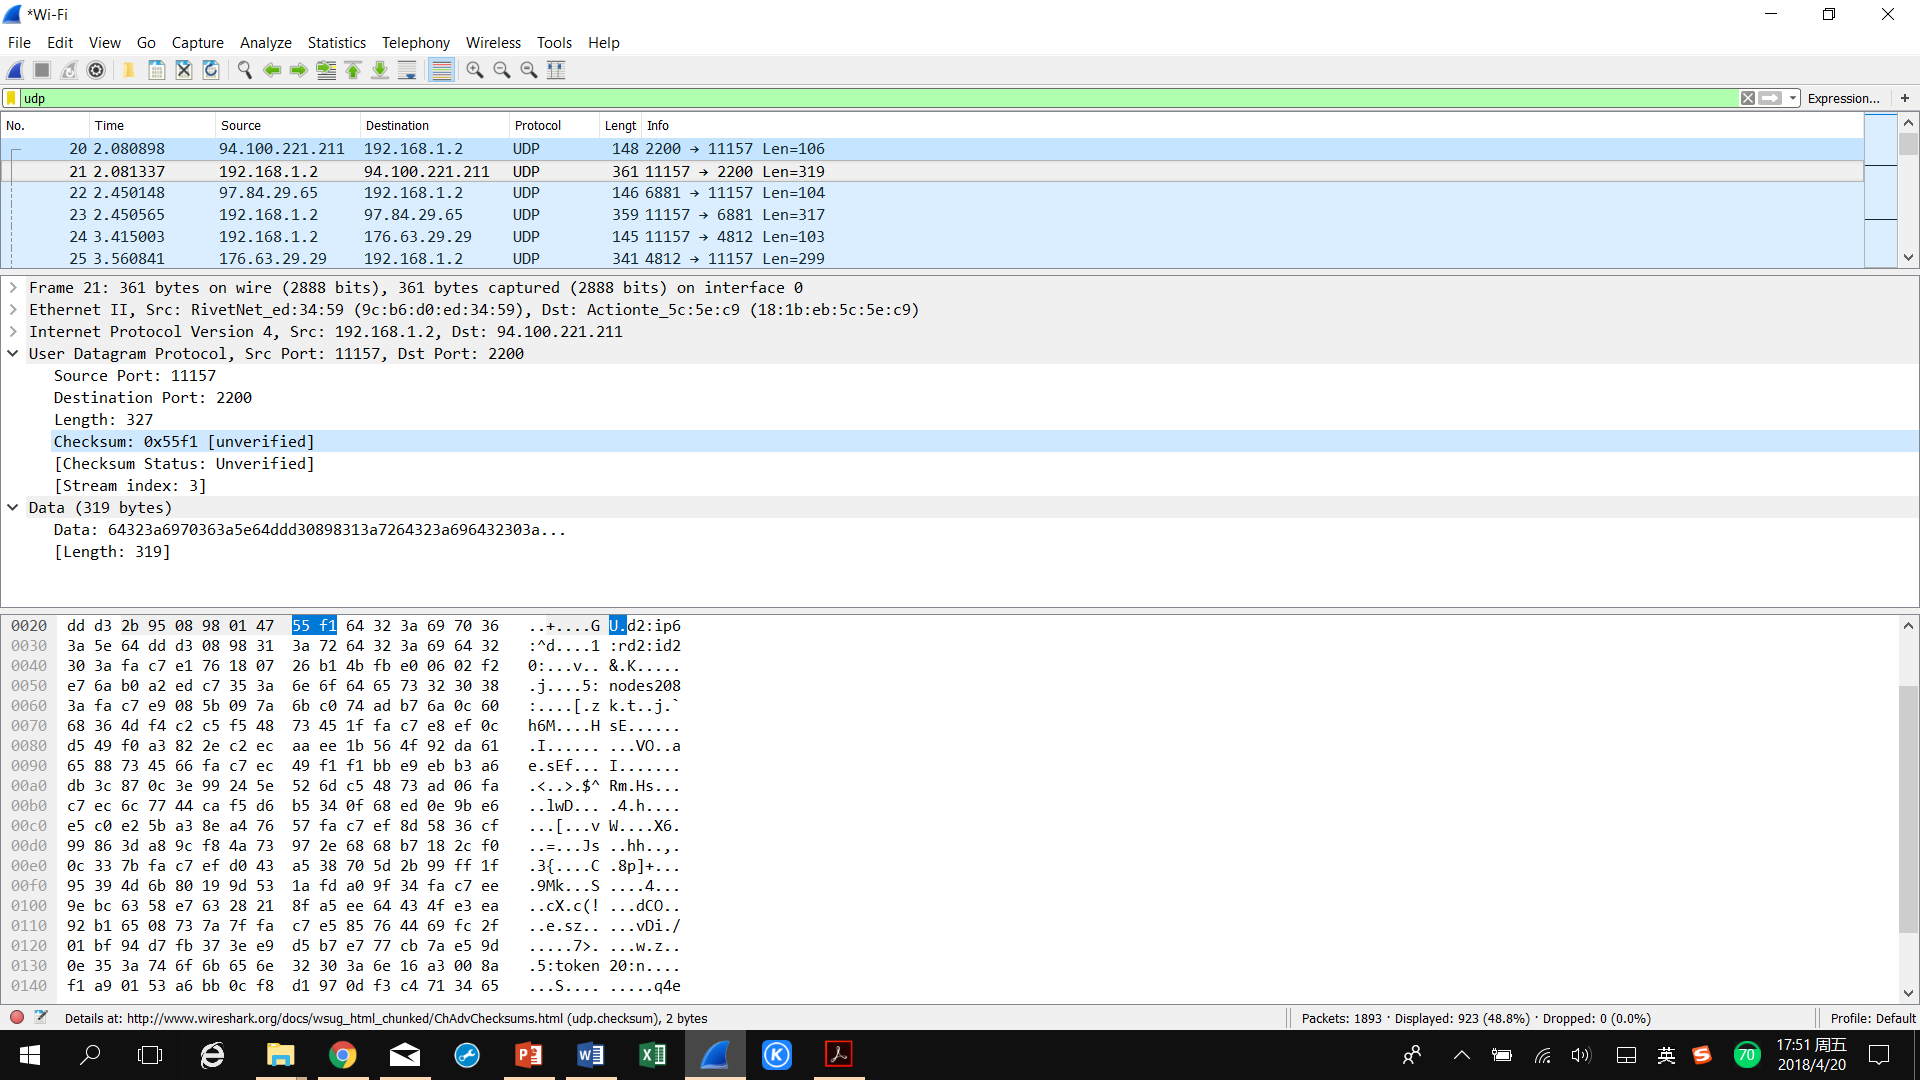 *Wi-Fi
File Edit View Go Capture Analyze Statistics Telephony Wireless Tools Help
udp Expression... +
No. Time Source Destination Protocol Lengt Info
20 2.080898 94.100.221.211 192.168.1.2 UDP 148 2200 → 11157 Len=106
21 2.081337 192.168.1.2 94.100.221.211 UDP 361 11157 → 2200 Len=319
22 2.450148 97.84.29.65 192.168.1.2 UDP 146 6881 → 11157 Len=104
23 2.450565 192.168.1.2 97.84.29.65 UDP 359 11157 → 6881 Len=317
24 3.415003 192.168.1.2 176.63.29.29 UDP 145 11157 → 4812 Len=103
25 3.560841 176.63.29.29 192.168.1.2 UDP 341 4812 → 11157 Len=299
Frame 21: 361 bytes on wire (2888 bits), 361 bytes captured (2888 bits) on interface 0
Ethernet II, Src: RivetNet_ed:34:59 (9c:b6:d0:ed:34:59), Dst: Actionte_5c:5e:c9 (18:1b:eb:5c:5e:c9)
Internet Protocol Version 4, Src: 192.168.1.2, Dst: 94.100.221.211
User Datagram Protocol, Src Port: 11157, Dst Port: 2200
Source Port: 11157
Destination Port: 2200
Length: 327
Checksum: 0x55f1 [unverified]
[Checksum Status: Unverified]
[Stream index: 3]
Data (319 bytes)
Data: 64323a6970363a5e64ddd30898313a7264323a696432303a...
[Length: 319]
0020 dd d3 2b 95 08 98 01 47 55 f1 64 32 3a 69 70 36 ..+....G U.d2:ip6
0030 3a 5e 64 dd d3 08 98 31 3a 72 64 32 3a 69 64 32 :^d....1 :rd2:id2
0040 30 3a fa c7 e1 76 18 07 26 b1 4b fb e0 06 02 f2 0:...v.. &.K.....
0050 e7 6a b0 a2 ed c7 35 3a 6e 6f 64 65 73 32 30 38 .j....5: nodes208
0060 3a fa c7 e9 08 5b 09 7a 6b c0 74 ad b7 6a 0c 60 :....[.z k.t..j.`
0070 68 36 4d f4 c2 c5 f5 48 73 45 1f fa c7 e8 ef 0c h6M....H sE......
0080 d5 49 f0 a3 82 2e c2 ec aa ee 1b 56 4f 92 da 61 .I...... ...VO..a
0090 65 88 73 45 66 fa c7 ec 49 f1 f1 bb e9 eb b3 a6 e.sEf... I.......
00a0 db 3c 87 0c 3e 99 24 5e 52 6d c5 48 73 ad 06 fa .<..>.$^ Rm.Hs...
00b0 c7 ec 6c 77 44 ca f5 d6 b5 34 0f 68 ed 0e 9b e6 ..lwD... .4.h....
00c0 e5 c0 e2 5b a3 8e a4 76 57 fa c7 ef 8d 58 36 cf ...[...v W....X6.
00d0 99 86 3d a8 9c f8 4a 73 97 2e 68 68 b7 18 2c f0 ..=...Js ..hh..,.
00e0 0c 33 7b fa c7 ef d0 43 a5 38 70 5d 2b 99 ff 1f .3{....C .8p]+...
00f0 95 39 4d 6b 80 19 9d 53 1a fd a0 9f 34 fa c7 ee .9Mk...S ....4...
0100 9e bc 63 58 e7 63 28 21 8f a5 ee 64 43 4f e3 ea ..cX.c(! ...dCO..
0110 92 b1 65 08 73 7a 7f fa c7 e5 85 76 44 69 fc 2f ..e.sz.. ...vDi./
0120 01 bf 94 d7 fb 37 3e e9 d5 b7 e7 77 cb 7a e5 9d .....7>. ...w.z..
0130 0e 35 3a 74 6f 6b 65 6e 32 30 3a 6e 16 a3 00 8a .5:token 20:n....
0140 f1 a9 01 53 a6 bb 0c f8 d1 97 0d f3 c4 71 34 65 ...S.... .....q4e
Details at: http://www.wireshark.org/docs/wsug_html_chunked/ChAdvChecksums.html (udp.checksum), 2 bytes Packets: 1893 · Displayed: 923 (48.8%) · Dropped: 0 (0.0%) Profile: Default
英 70 17:51 周五
2018/4/20